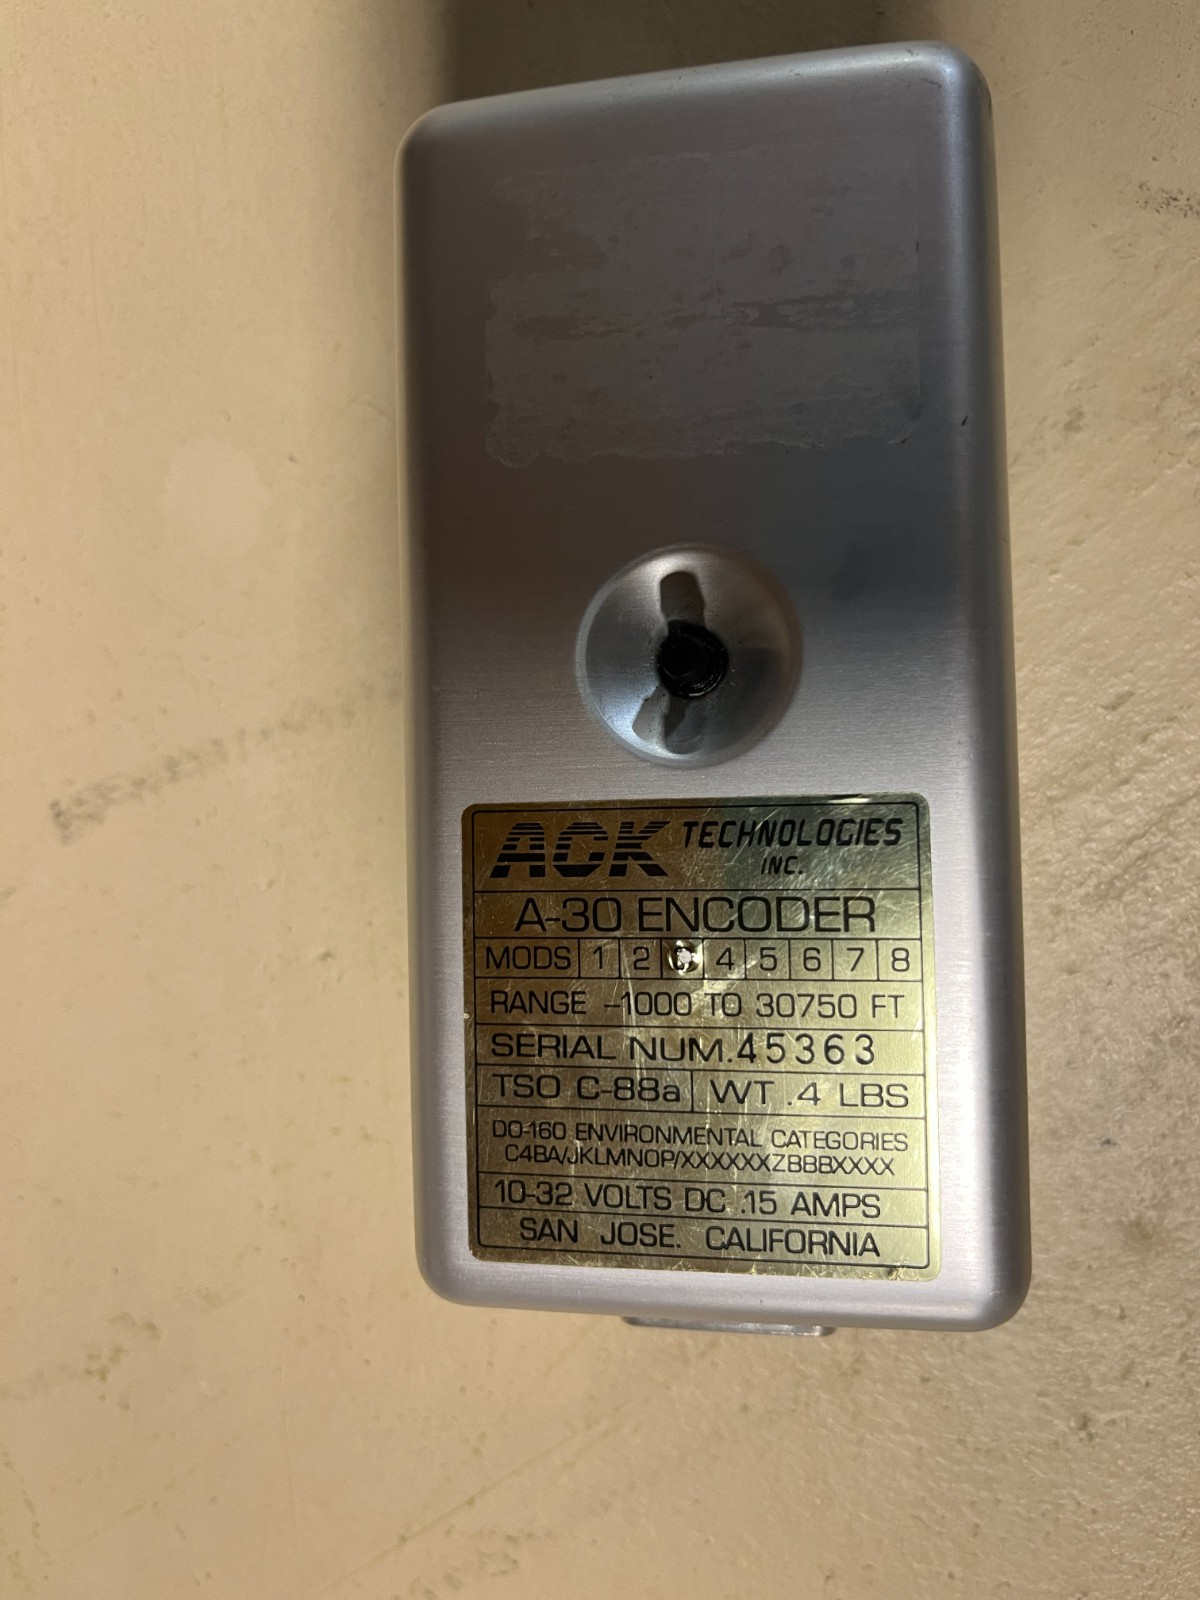 ACK TECHNOLOGIES
INC.
A-30 ENCODER
MODS 1 2 3 4 5 6 7 8
RANGE -1000 TO 30750 FT
SERIAL NUM. 45363
TSO C-88a WT .4 LBS
DO-160 ENVIRONMENTAL CATEGORIES
C4BA/JKLMNOP/XXXXXXZBBBXXXX
10-32 VOLTS DC .15 AMPS
SAN JOSE. CALIFORNIA